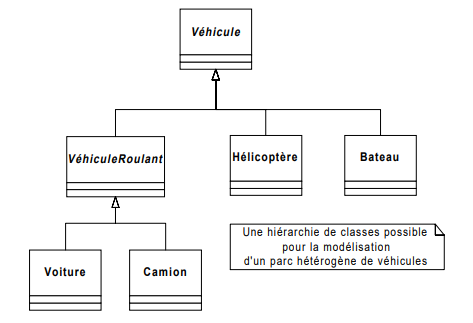 Véhicule
VéhiculeRoulant
Hélicoptère
Bateau
Voiture
Camion
Une hiérarchie de classes possible
pour la modélisation
d'un parc hétérogène de véhicules